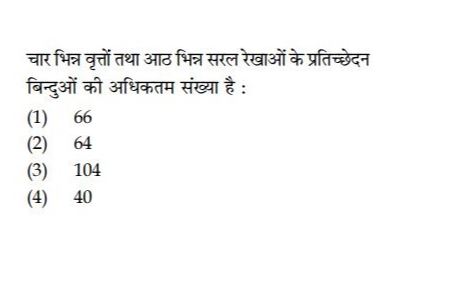 चार भिन्न वृत्तों तथा आठ भिन्न सरल रेखाओं के प्रतिच्छेदन
बिन्दुओं की अधिकतम संख्या है :
(1) 66
(2) 64
(3) 104
(4) 40